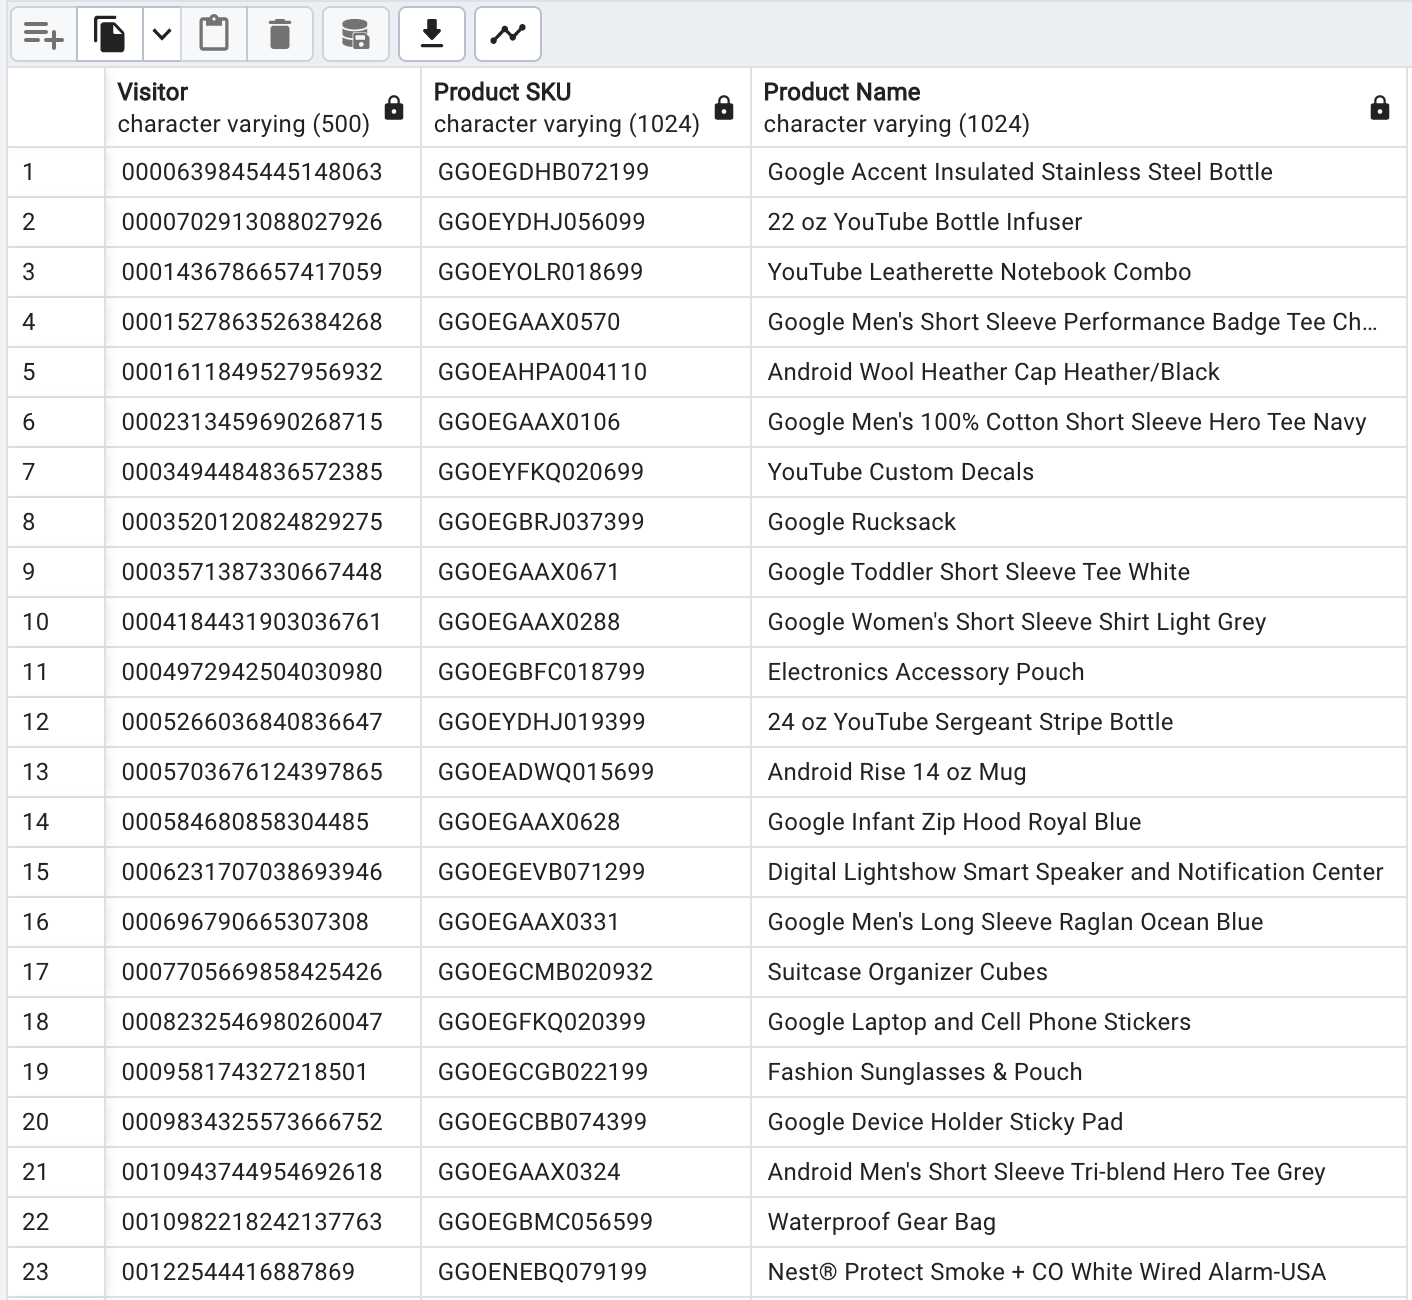 Visitor Product SKU Product Name
character varying (500) character varying (1024) character varying (1024)
1 0000639845445148063 GGOEGDHB072199 Google Accent Insulated Stainless Steel Bottle
2 0000702913088027926 GGOEYDHJ056099 22 oz YouTube Bottle Infuser
3 0001436786657417059 GGOEYOLR018699 YouTube Leatherette Notebook Combo
4 0001527863526384268 GGOEGAAX0570 Google Men's Short Sleeve Performance Badge Tee Ch...
5 0001611849527956932 GGOEAHPA004110 Android Wool Heather Cap Heather/Black
6 0002313459690268715 GGOEGAAX0106 Google Men's 100% Cotton Short Sleeve Hero Tee Navy
7 0003494484836572385 GGOEYFKQ020699 YouTube Custom Decals
8 0003520120824829275 GGOEGBRJ037399 Google Rucksack
9 0003571387330667448 GGOEGAAX0671 Google Toddler Short Sleeve Tee White
10 0004184431903036761 GGOEGAAX0288 Google Women's Short Sleeve Shirt Light Grey
11 0004972942504030980 GGOEGBFC018799 Electronics Accessory Pouch
12 0005266036840836647 GGOEYDHJ019399 24 oz YouTube Sergeant Stripe Bottle
13 0005703676124397865 GGOEADWQ015699 Android Rise 14 oz Mug
14 000584680858304485 GGOEGAAX0628 Google Infant Zip Hood Royal Blue
15 0006231707038693946 GGOEGEVB071299 Digital Lightshow Smart Speaker and Notification Center
16 000696790665307308 GGOEGAAX0331 Google Men's Long Sleeve Raglan Ocean Blue
17 0007705669858425426 GGOEGCMB020932 Suitcase Organizer Cubes
18 0008232546980260047 GGOEGFKQ020399 Google Laptop and Cell Phone Stickers
19 000958174327218501 GGOEGCGB022199 Fashion Sunglasses & Pouch
20 0009834325573666752 GGOEGCBB074399 Google Device Holder Sticky Pad
21 0010943744954692618 GGOEGAAX0324 Android Men's Short Sleeve Tri-blend Hero Tee Grey
22 0010982218242137763 GGOEGBMC056599 Waterproof Gear Bag
23 00122544416887869 GGOENEBQ079199 Nest® Protect Smoke + CO White Wired Alarm-USA